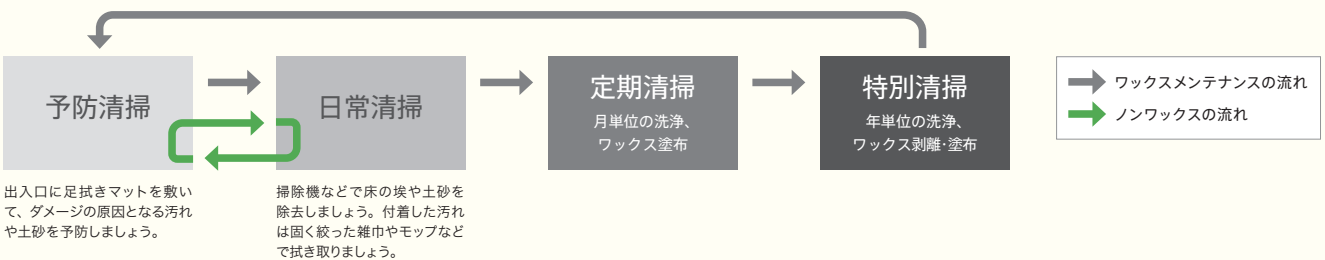 予防清掃
日常清掃
定期清掃
月単位の洗浄、
ワックス塗布
特別清掃
年単位の洗浄、
ワックス剥離・塗布
ワックスメンテナンスの流れ
ノンワックスの流れ
出入口に足拭きマットを敷い
て、ダメージの原因となる汚れ
や土砂を予防しましょう。
掃除機などで床の埃や土砂を
除去しましょう。付着した汚れ
は固く絞った雑巾やモップなど
で拭き取りましょう。